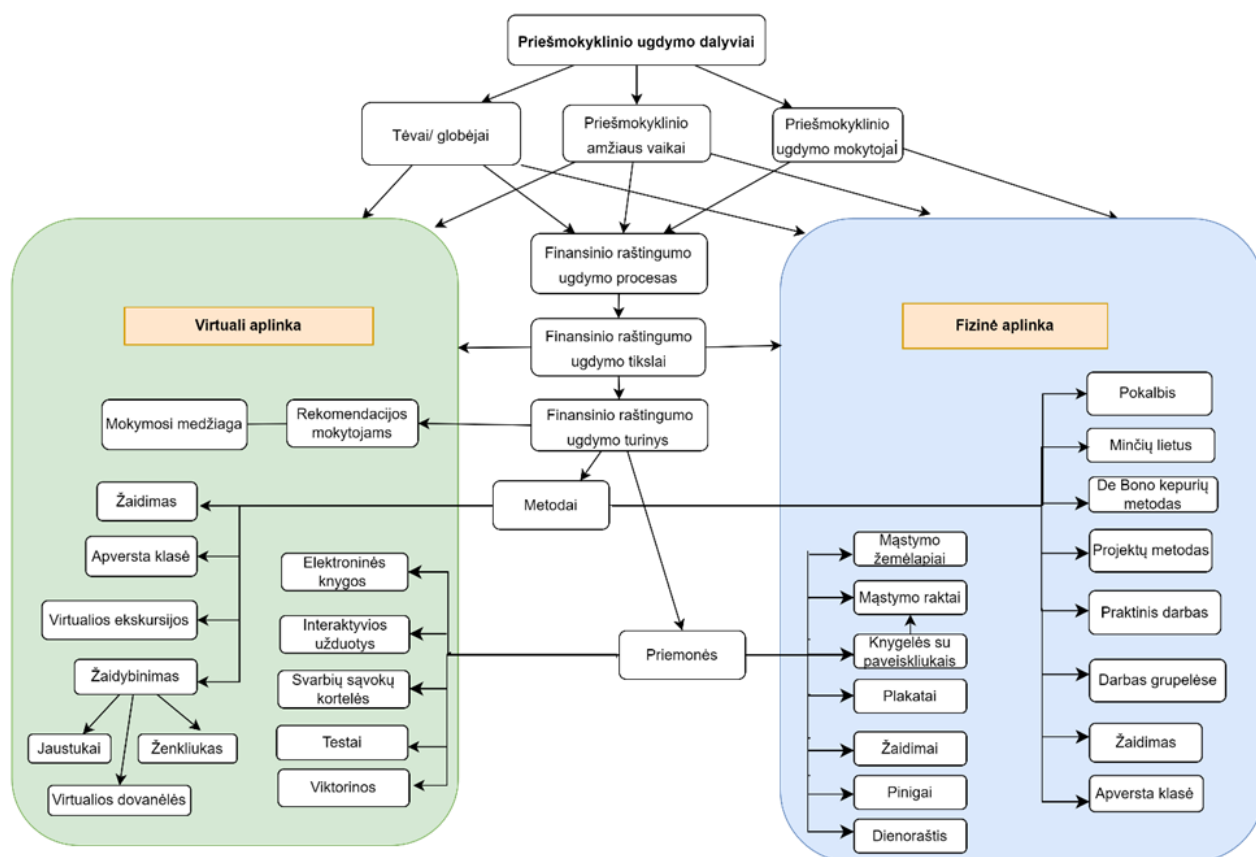 Priešmokyklinio ugdymo dalyviai
Tėvai/ globėjai
Priešmokyklinio
amžiaus vaikai
Priešmokyklinio
ugdymo mokytojai
Finansinio raštingumo
ugdymo procesas
Virtuali aplinka
Finansinio raštingumo
ugdymo tikslai
Fizinė aplinka
Mokymosi medžiaga
Rekomendacijos
mokytojams
Finansinio raštingumo
ugdymo turinys
Metodai
Žaidimas
Apversta klasė
Virtualios ekskursijos
Žaidybinimas
Jaustukai
Ženkliukas
Virtualios dovanėlės
Elektroninės
knygos
Interaktyvios
užduotys
Svarbių sąvokų
kortelės
Testai
Viktorinos
Priemonės
Mąstymo
žemėlapiai
Mąstymo raktai
Knygelės su
paveiskliukais
Plakatai
Žaidimai
Pinigai
Dienoraštis
Pokalbis
Minčių lietus
De Bono kepurių
metodas
Projektų metodas
Praktinis darbas
Darbas grupelėse
Žaidimas
Apversta klasė